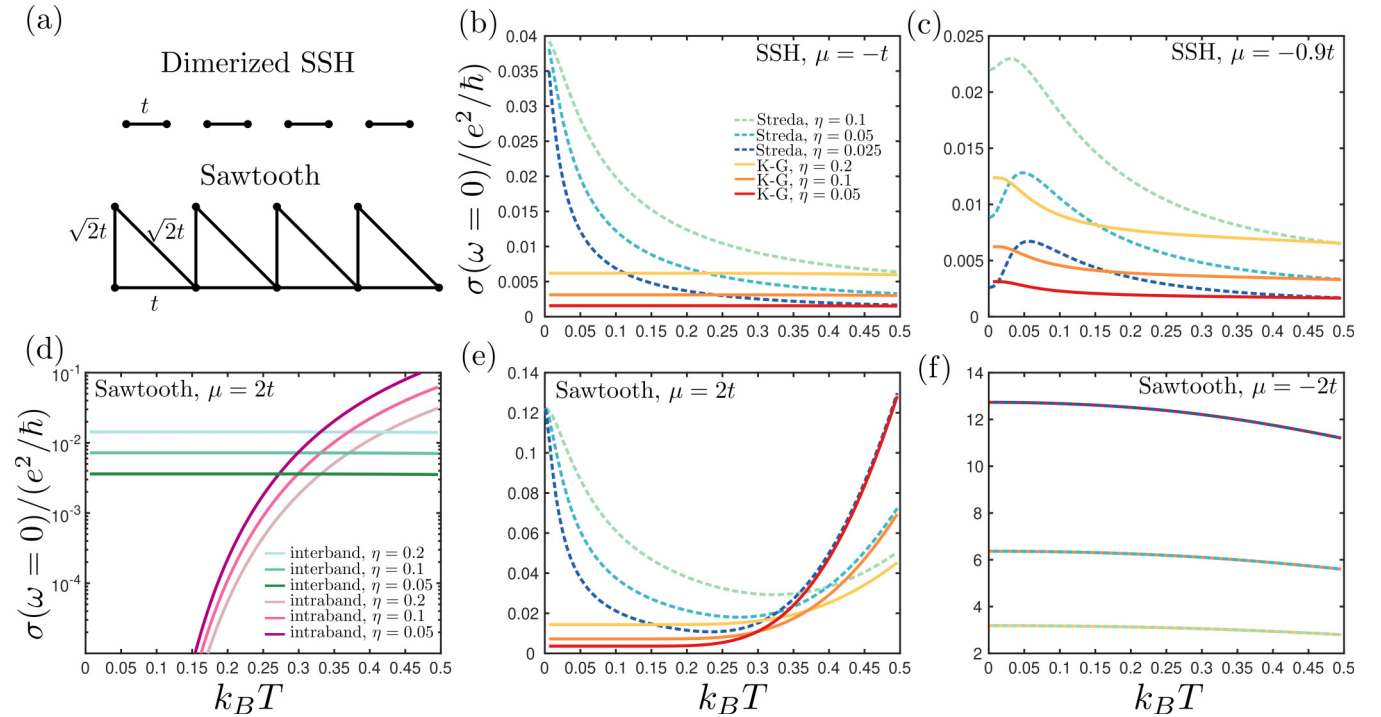 (a)
Dimerized SSH
t
Sawtooth
√2t
√2t
t
(b)
SSH, μ = −t
σ(ω = 0)/(e²/ℏ)
0.04
0.035
0.03
0.025
0.02
0.015
0.01
0.005
0
Streda, η = 0.1
Streda, η = 0.05
Streda, η = 0.025
K-G, η = 0.2
K-G, η = 0.1
K-G, η = 0.05
0 0.05 0.1 0.15 0.2 0.25 0.3 0.35 0.4 0.45 0.5
(c)
SSH, μ = −0.9t
0.025
0.02
0.015
0.01
0.005
0
0 0.05 0.1 0.15 0.2 0.25 0.3 0.35 0.4 0.45 0.5
(d)
Sawtooth, μ = 2t
σ(ω = 0)/(e²/ℏ)
10⁻¹
10⁻²
10⁻³
10⁻⁴
interband, η = 0.2
interband, η = 0.1
interband, η = 0.05
intraband, η = 0.2
intraband, η = 0.1
intraband, η = 0.05
0 0.05 0.1 0.15 0.2 0.25 0.3 0.35 0.4 0.45 0.5
k_BT
(e)
Sawtooth, μ = 2t
0.14
0.12
0.1
0.08
0.06
0.04
0.02
0
0 0.05 0.1 0.15 0.2 0.25 0.3 0.35 0.4 0.45 0.5
k_BT
(f)
Sawtooth, μ = −2t
14
12
10
8
6
4
2
0 0.05 0.1 0.15 0.2 0.25 0.3 0.35 0.4 0.45 0.5
k_BT